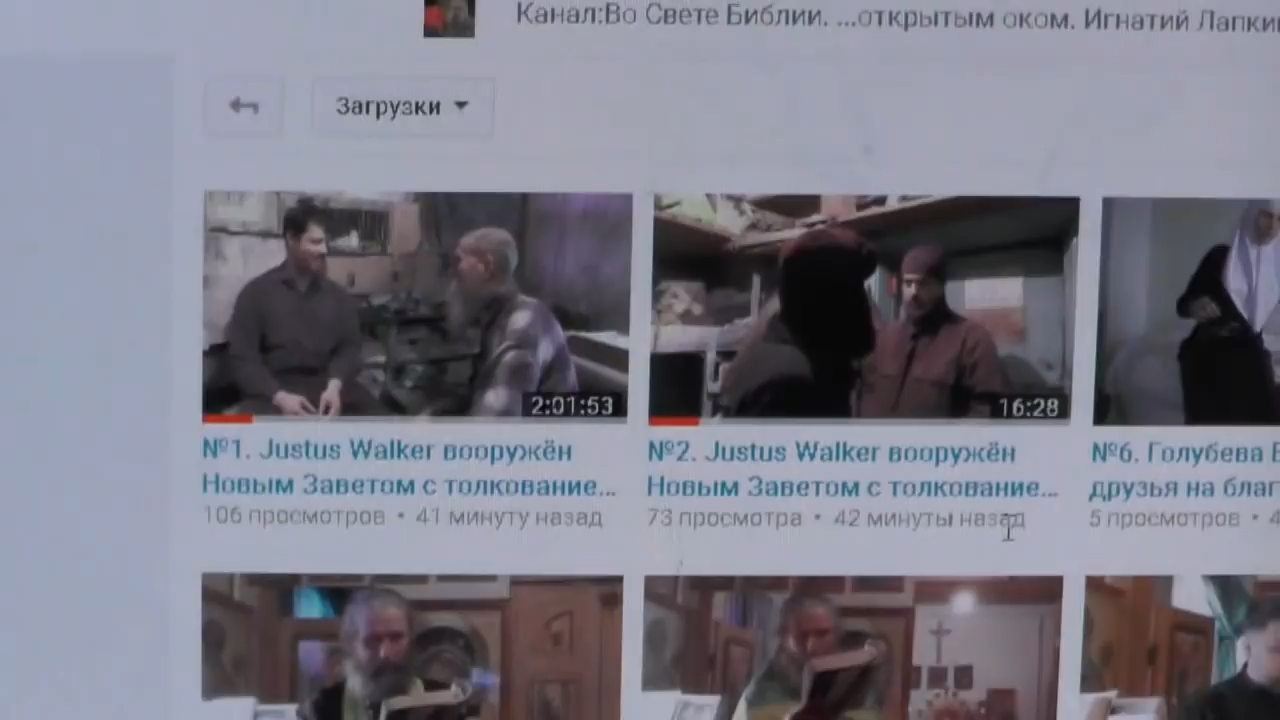 Канал:Во Свете Библии. ...открытым оком. Игнатий Лапки
Загрузки
2:01:53
16:28
№1. Justus Walker вооружён
Новым Заветом с толкование...
106 просмотров • 41 минуту назад
№2. Justus Walker вооружён
Новым Заветом с толкование...
73 просмотра • 42 минуты назад
№6. Голубева
друзья на благ
5 просмотров • 4